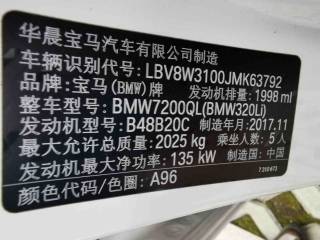 华晨宝马汽车有限公司制造
车辆识别代号: LBV8W3100JMK63792
品牌: 宝马(BMW)牌 发动机排量: 1998 ml
整车型号: BMW7200QL(BMW320Li)
发动机型号: B48B20C 制造年月: 2017.11
最大允许总质量: 2025 kg 乘坐人数: 5人
发动机最大净功率: 135 kW 制造国: 中国
颜色代码/色圈: A96